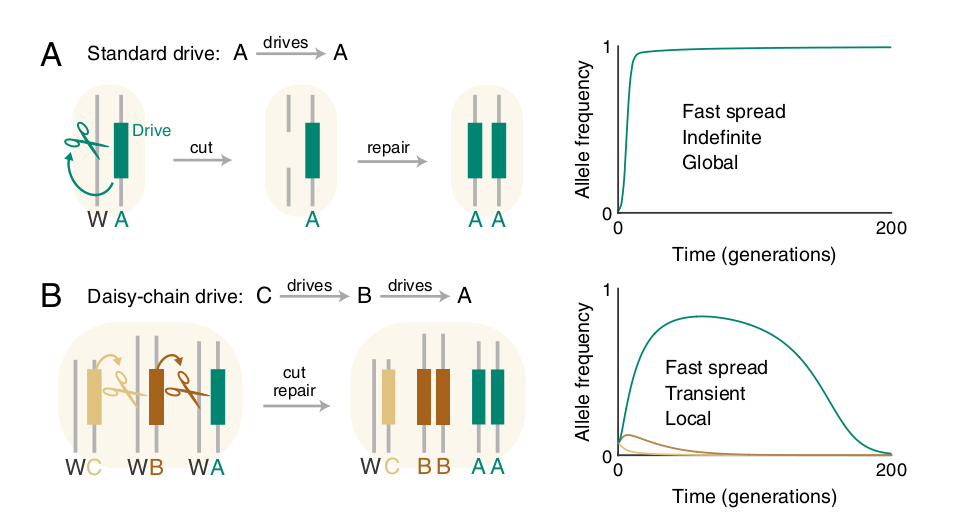 A
Standard drive: A drives A
Drive
cut
repair
W A
A
A A
Allele frequency
1
0
Fast spread
Indefinite
Global
0
200
Time (generations)
B
Daisy-chain drive: C drives B drives A
cut
repair
W C W B W A
W C B B A A
Allele frequency
1
0
Fast spread
Transient
Local
0
200
Time (generations)